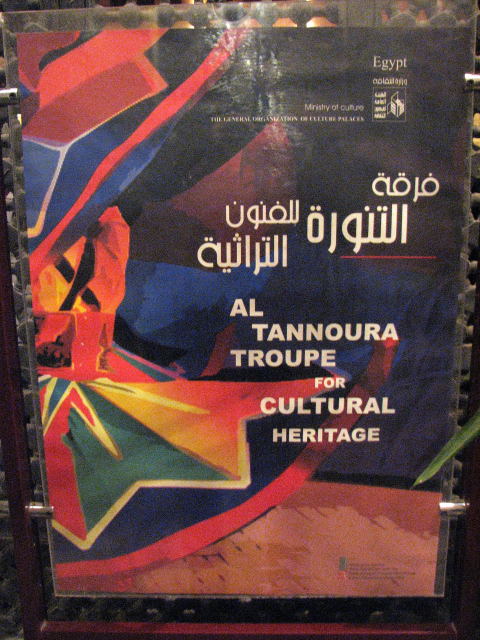 Egypt
وزارة الثقافة
Ministry of culture
THE GENERAL ORGANIZATION OF CULTURE PALACES
فرقة
التنورة للفنون
التراثية
AL
TANNOURA
TROUPE
FOR
CULTURAL
HERITAGE